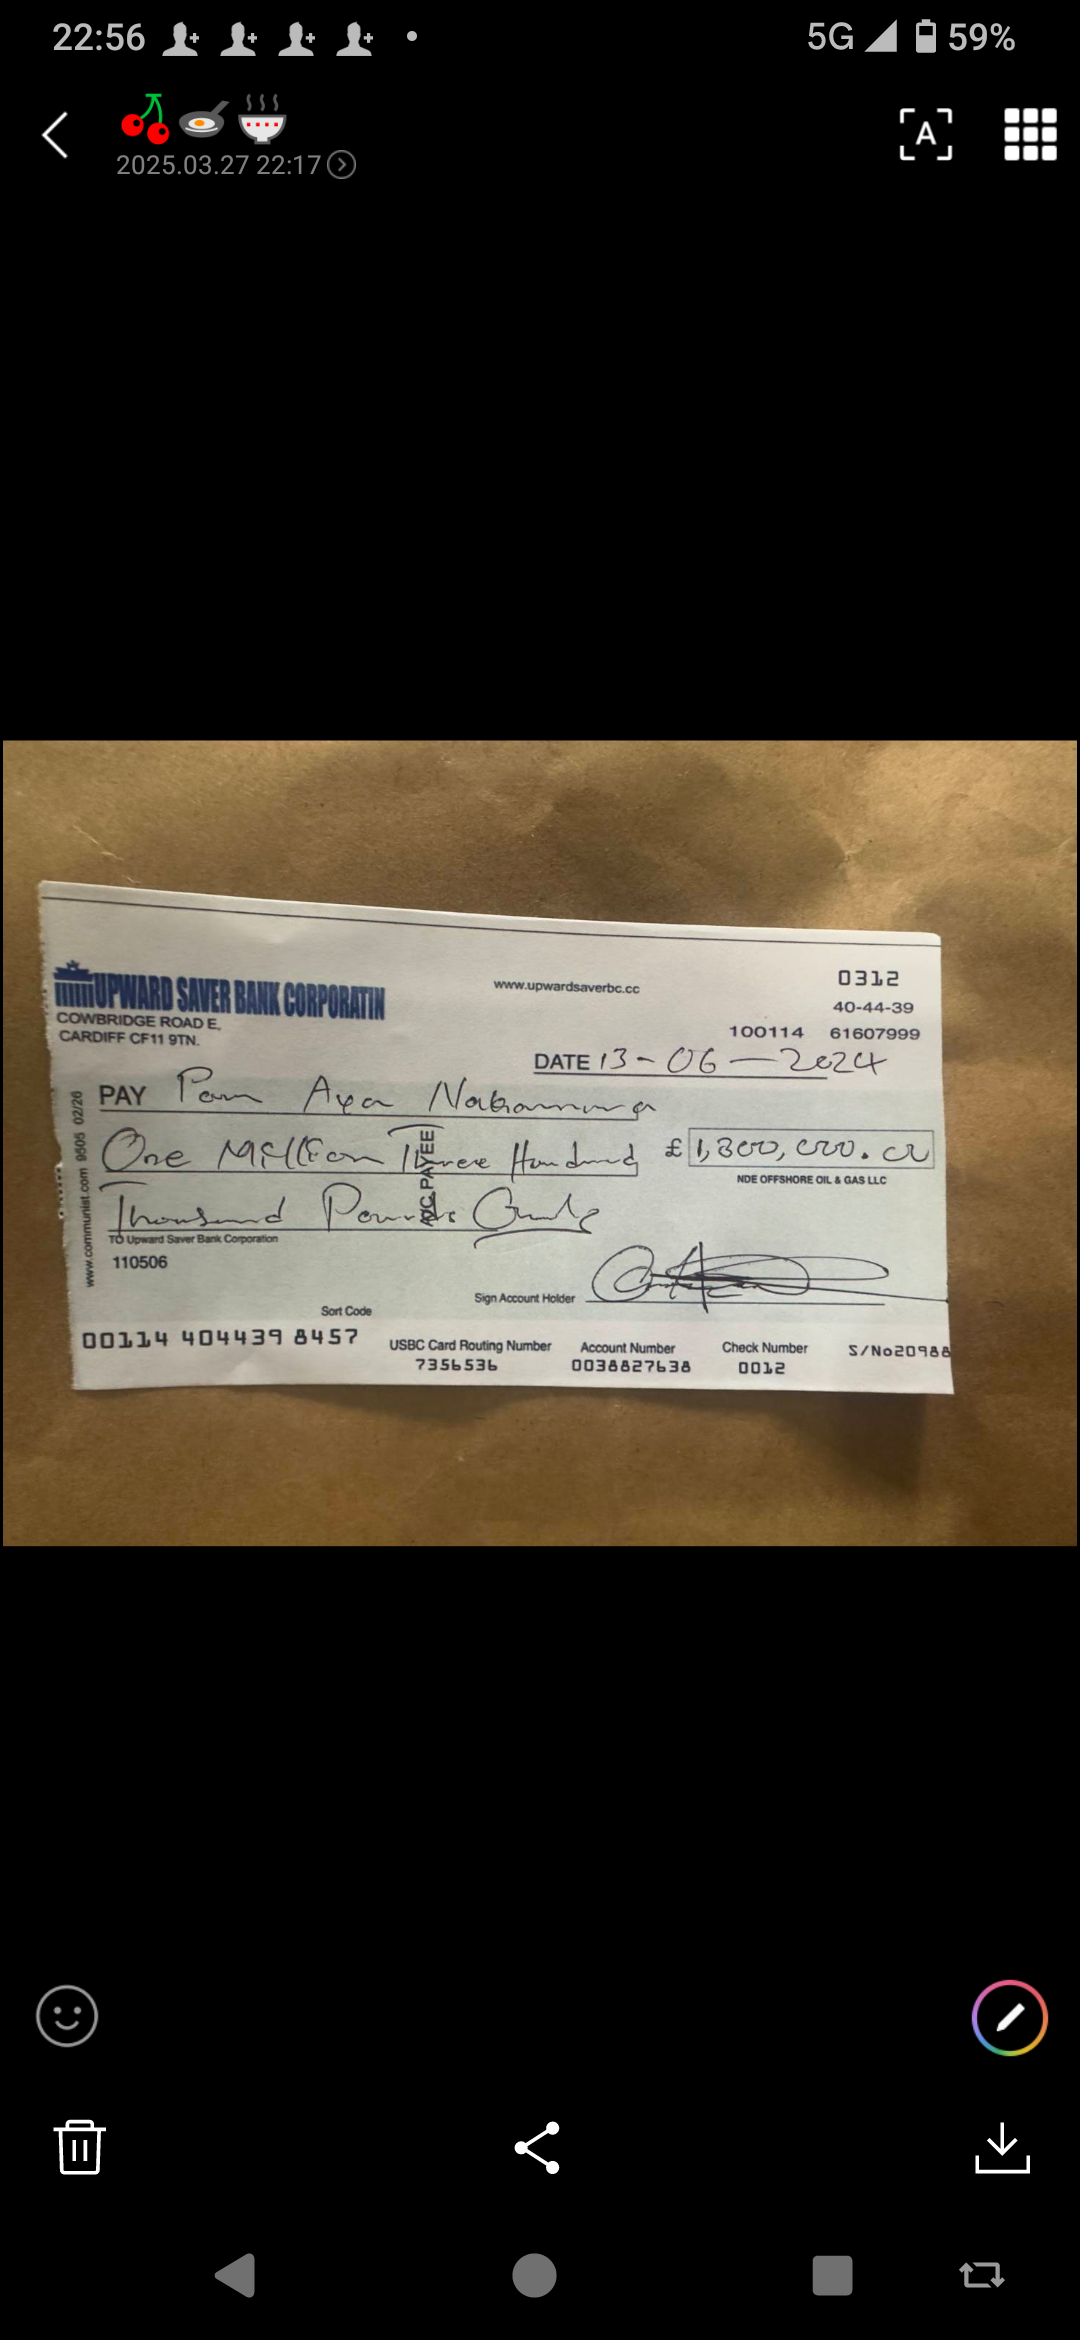 22:56
5G 59%
2025.03.27 22:17
A
UPWARD SAVER BANK CORPORATIN
COWBRIDGE ROAD E,
CARDIFF CF11 9TN.
www.upwardsaverbc.cc
0312
40-44-39
100114 61607999
DATE 13-06-2024
PAY Pam Aya Nakamura
One Million Three Hundred £1,300,000.00
NDE OFFSHORE OIL & GAS LLC
Thousand Pounds Only
A/C PAYEE
TO Upward Saver Bank Corporation
110506
www.communist.com 9505 02/26
Sign Account Holder
Sort Code
00114 404439 8457
USBC Card Routing Number
7356536
Account Number
0038827638
Check Number
0012
S/No20988